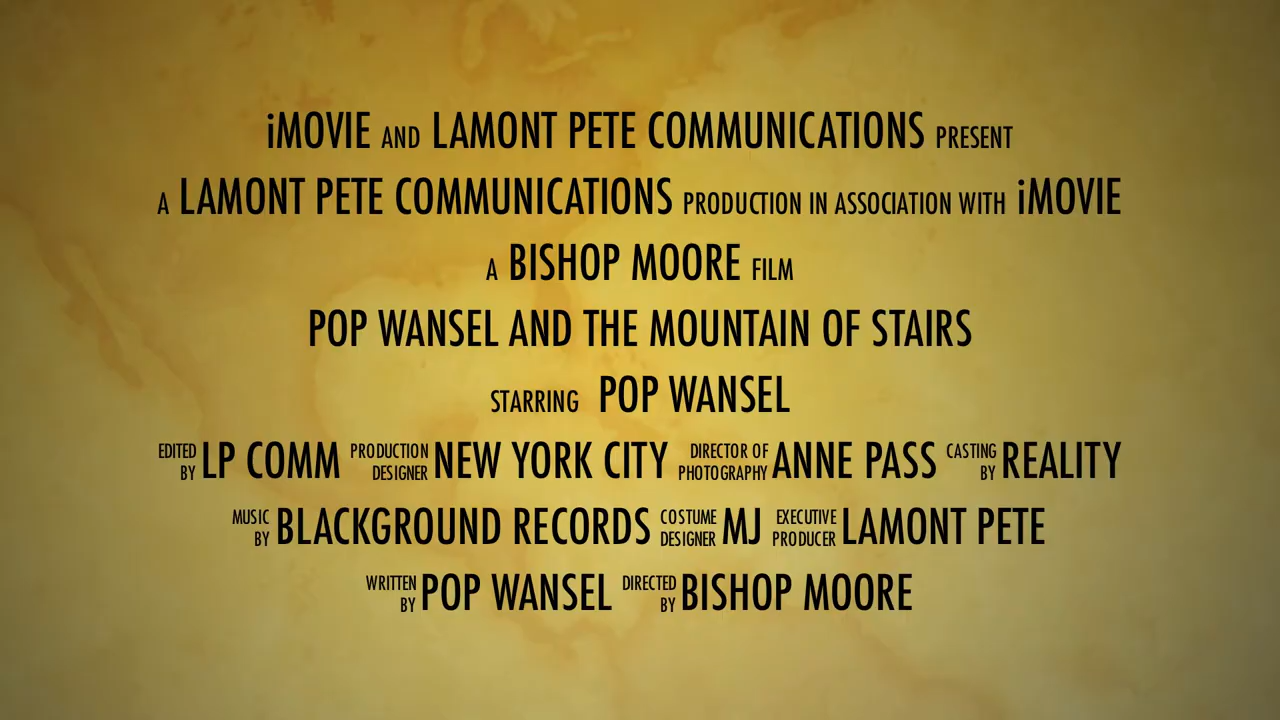 iMOVIE AND LAMONT PETE COMMUNICATIONS PRESENT
A LAMONT PETE COMMUNICATIONS PRODUCTION IN ASSOCIATION WITH iMOVIE
A BISHOP MOORE FILM
POP WANSEL AND THE MOUNTAIN OF STAIRS
STARRING POP WANSEL
EDITED BY LP COMM PRODUCTION DESIGNER NEW YORK CITY DIRECTOR OF PHOTOGRAPHY ANNE PASS CASTING BY REALITY
MUSIC BY BLACKGROUND RECORDS COSTUME DESIGNER MJ EXECUTIVE PRODUCER LAMONT PETE
WRITTEN BY POP WANSEL DIRECTED BY BISHOP MOORE